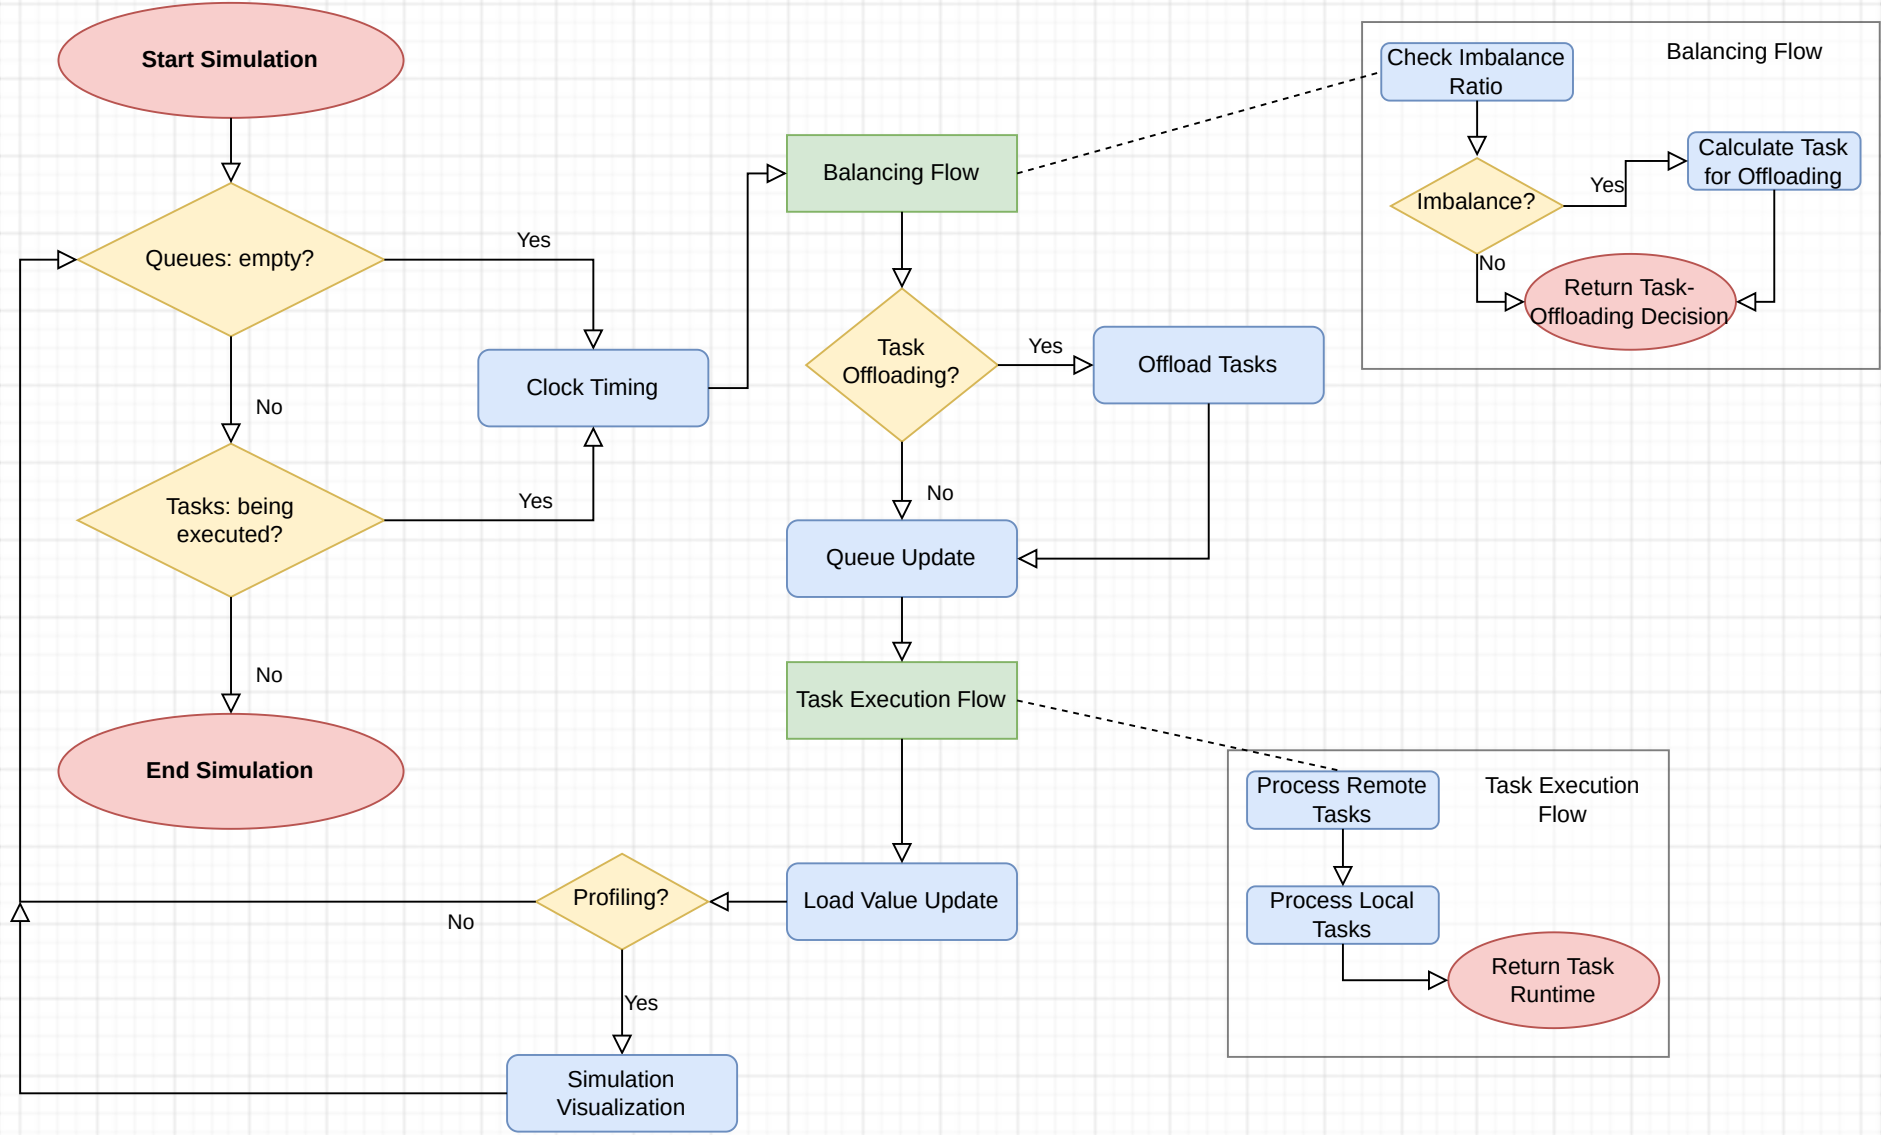 Start Simulation
Queues: empty?
Yes
No
Tasks: being
executed?
Yes
No
End Simulation
Clock Timing
Balancing Flow
Task
Offloading?
Yes
Offload Tasks
No
Queue Update
Task Execution Flow
Load Value Update
Profiling?
No
Yes
Simulation
Visualization
Balancing Flow
Check Imbalance
Ratio
Imbalance?
Yes
Calculate Task
for Offloading
No
Return Task-
Offloading Decision
Task Execution
Flow
Process Remote
Tasks
Process Local
Tasks
Return Task
Runtime